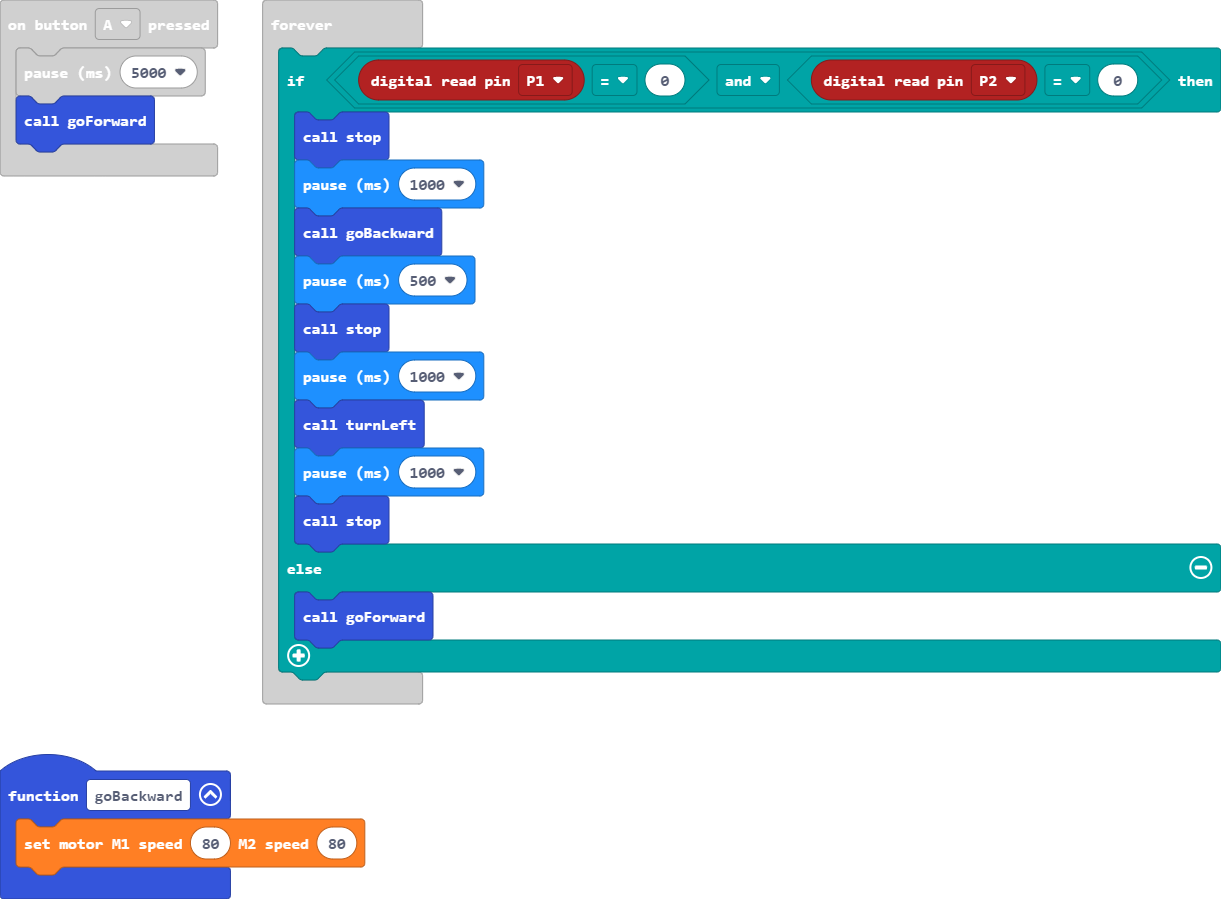 on button A pressed
pause (ms) 5000
call goForward
forever
if digital read pin P1 = 0 and digital read pin P2 = 0 then
call stop
pause (ms) 1000
call goBackward
pause (ms) 500
call stop
pause (ms) 1000
call turnLeft
pause (ms) 1000
call stop
else
call goForward
function goBackward
set motor M1 speed 80 M2 speed 80